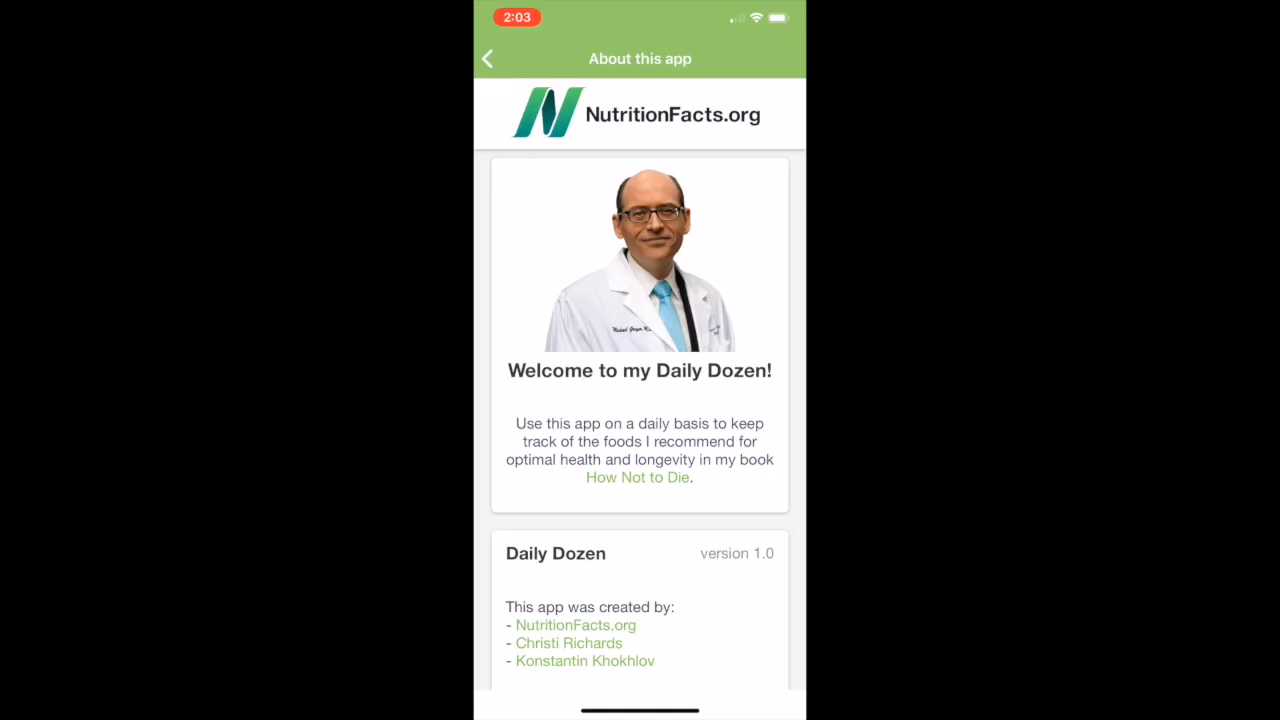 2:03
About this app
NutritionFacts.org
Michael Greger, M.D.
Welcome to my Daily Dozen!
Use this app on a daily basis to keep
track of the foods I recommend for
optimal health and longevity in my book
How Not to Die.
Daily Dozen version 1.0
This app was created by:
- NutritionFacts.org
- Christi Richards
- Konstantin Khokhlov